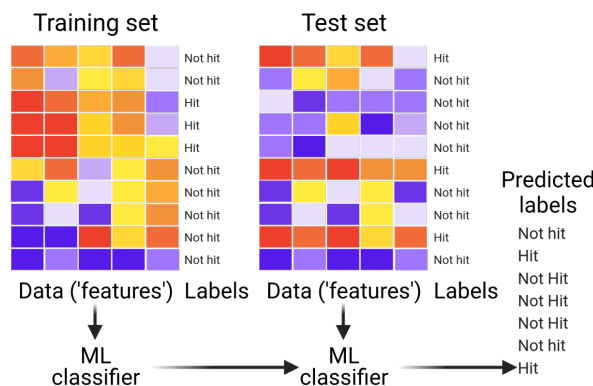 Training set
Not hit
Not hit
Hit
Hit
Hit
Not hit
Not hit
Not hit
Not hit
Not hit
Data ('features') Labels
ML
classifier
Test set
Hit
Not hit
Not hit
Not hit
Not hit
Hit
Not hit
Not hit
Hit
Not hit
Data ('features') Labels
ML
classifier
Predicted
labels
Not hit
Hit
Not Hit
Not Hit
Not Hit
Not hit
Hit